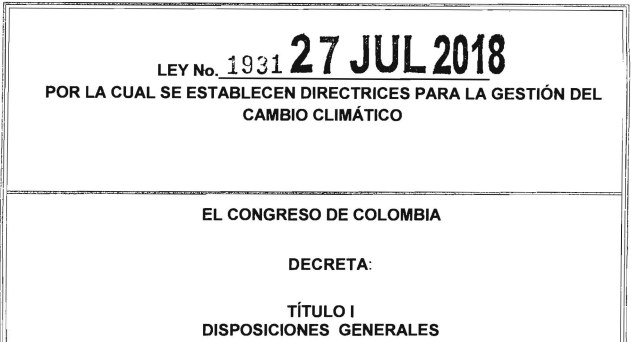 LEY No. 1931 27 JUL 2018
POR LA CUAL SE ESTABLECEN DIRECTRICES PARA LA GESTIÓN DEL
CAMBIO CLIMÁTICO
EL CONGRESO DE COLOMBIA
DECRETA:
TÍTULO I
DISPOSICIONES GENERALES